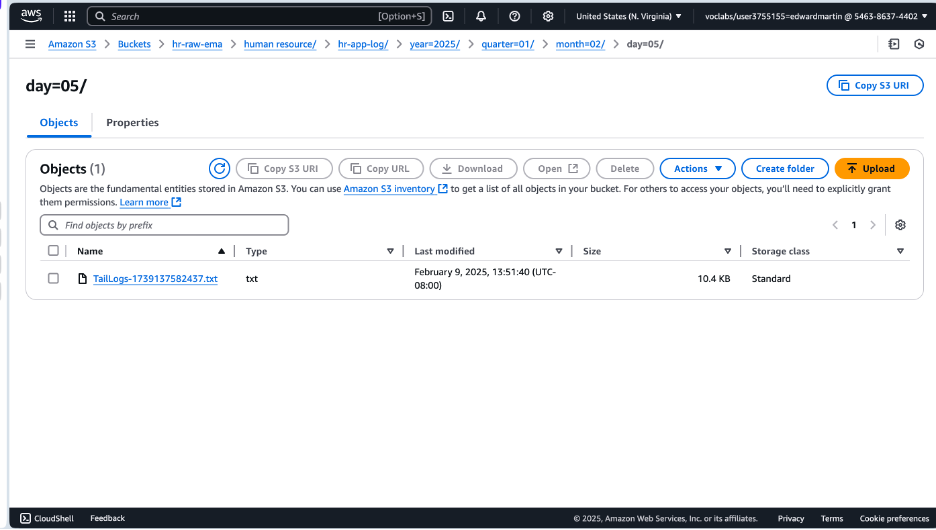 aws
Search [Option+S]
United States (N. Virginia) ▼
voclabs/user3755155=edwardmartin @ 5463-8637-4402 ▼
Amazon S3 > Buckets > hr-raw-ema > human resource/ > hr-app-log/ > year=2025/ > quarter=01/ > month=02/ > day=05/
day=05/
Copy S3 URI
Objects
Properties
Objects (1)
Copy S3 URI
Copy URL
Download
Open
Delete
Actions ▼
Create folder
Upload
Objects are the fundamental entities stored in Amazon S3. You can use Amazon S3 inventory to get a list of all objects in your bucket. For others to access your objects, you'll need to explicitly grant
them permissions. Learn more
Find objects by prefix
< 1 >
Name ▲ | Type ▽ | Last modified ▽ | Size ▽ | Storage class ▽
TailLogs-1739137582437.txt
txt
February 9, 2025, 13:51:40 (UTC-
08:00)
10.4 KB
Standard
CloudShell
Feedback
© 2025, Amazon Web Services, Inc. or its affiliates.
Privacy
Terms
Cookie preferences